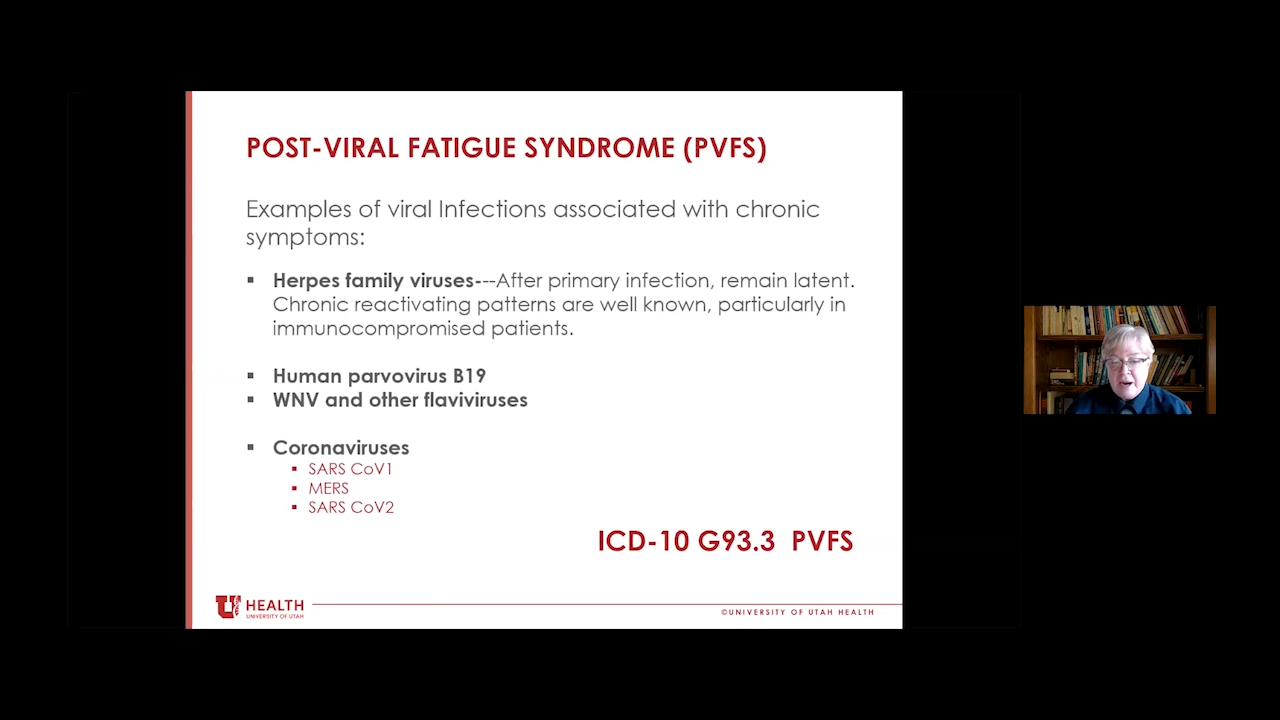 POST-VIRAL FATIGUE SYNDROME (PVFS)
Examples of viral Infections associated with chronic
symptoms:
▪ Herpes family viruses---After primary infection, remain latent.
Chronic reactivating patterns are well known, particularly in
immunocompromised patients.
▪ Human parvovirus B19
▪ WNV and other flaviviruses
▪ Coronaviruses
▪ SARS CoV1
▪ MERS
▪ SARS CoV2
ICD-10 G93.3 PVFS
U HEALTH
UNIVERSITY OF UTAH
©UNIVERSITY OF UTAH HEALTH